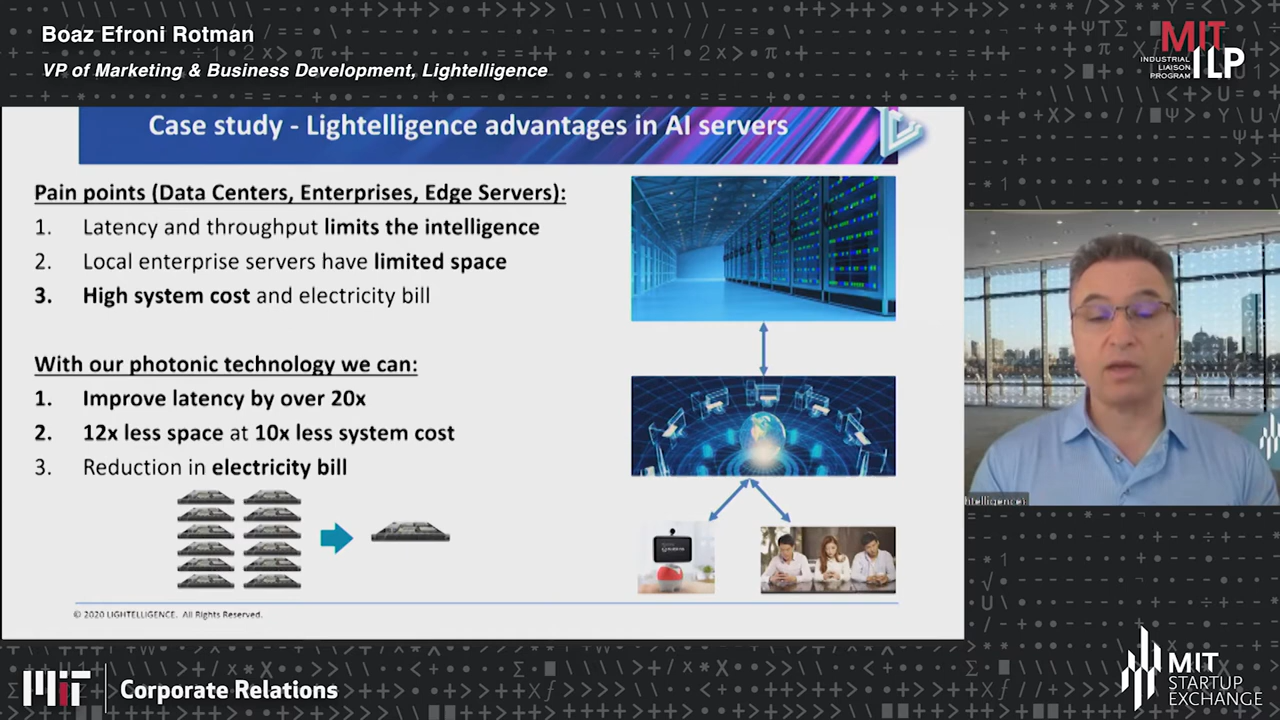 Boaz Efroni Rotman
VP of Marketing & Business Development, Lightelligence
MIT
INDUSTRIAL
LIAISON
PROGRAM
ILP
Case study - Lightelligence advantages in AI servers
Pain points (Data Centers, Enterprises, Edge Servers):
1. Latency and throughput limits the intelligence
2. Local enterprise servers have limited space
3. High system cost and electricity bill
With our photonic technology we can:
1. Improve latency by over 20x
2. 12x less space at 10x less system cost
3. Reduction in electricity bill
© 2020 LIGHTELLIGENCE. All Rights Reserved.
MIT
Corporate Relations
MIT
STARTUP
EXCHANGE